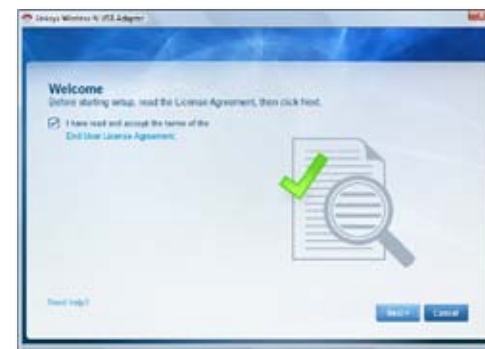 Linksys Wireless-N USB Adapter
Welcome
Before starting setup, read the License Agreement, then click Next.
I have read and accept the terms of the
End User License Agreement.
Need help?
Next
Cancel